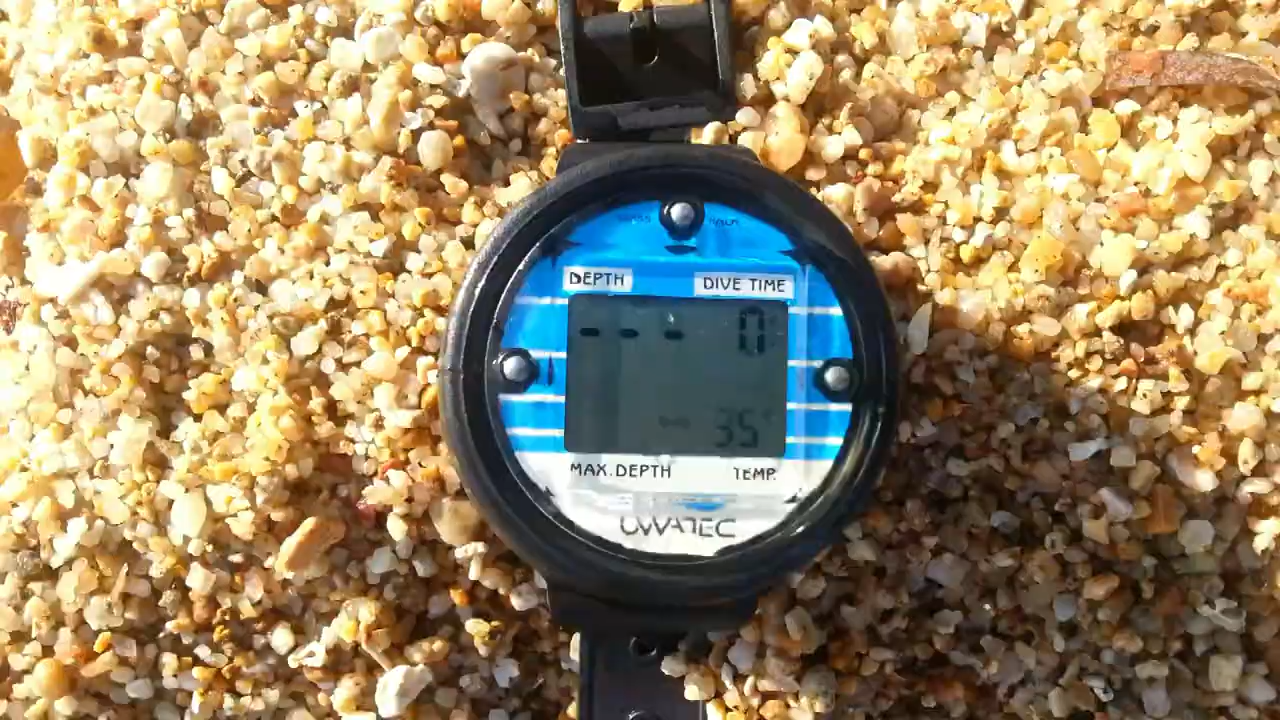 DEPTH DIVE TIME
- - - 0
35°
MAX.DEPTH TEMP.
UWATEC